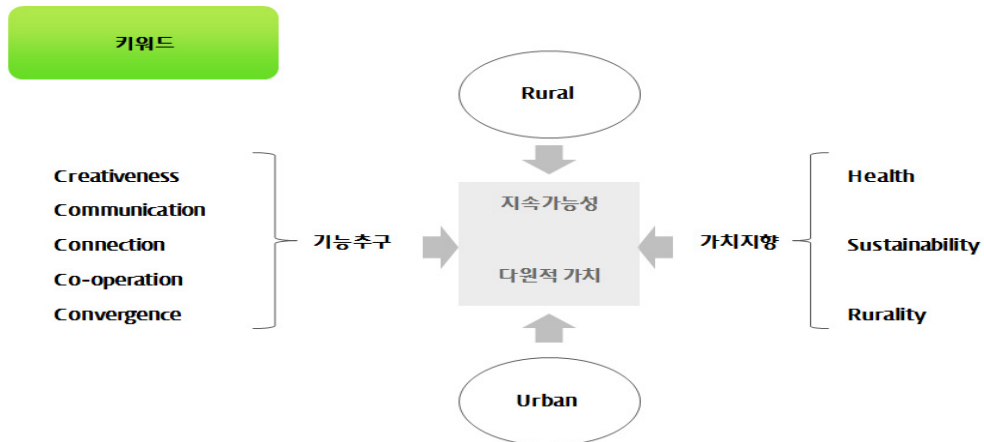 키워드
Rural
Creativeness
Communication
Connection
Co-operation
Convergence
기능추구
지속가능성
다원적 가치
가치지향
Health
Sustainability
Rurality
Urban